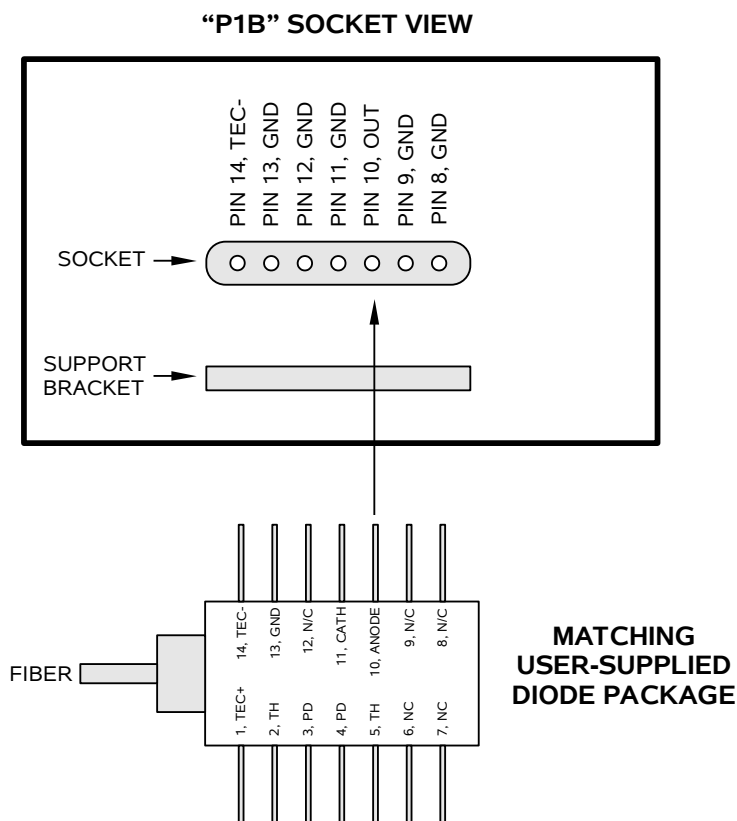 “P1B” SOCKET VIEW
PIN 14, TEC-
PIN 13, GND
PIN 12, GND
PIN 11, GND
PIN 10, OUT
PIN 9, GND
PIN 8, GND
SOCKET
SUPPORT
BRACKET
14, TEC-
13, GND
12, N/C
11, CATH
10, ANODE
9, N/C
8, N/C
FIBER
1, TEC+
2, TH
3, PD
4, PD
5, TH
6, NC
7, NC
MATCHING
USER-SUPPLIED
DIODE PACKAGE